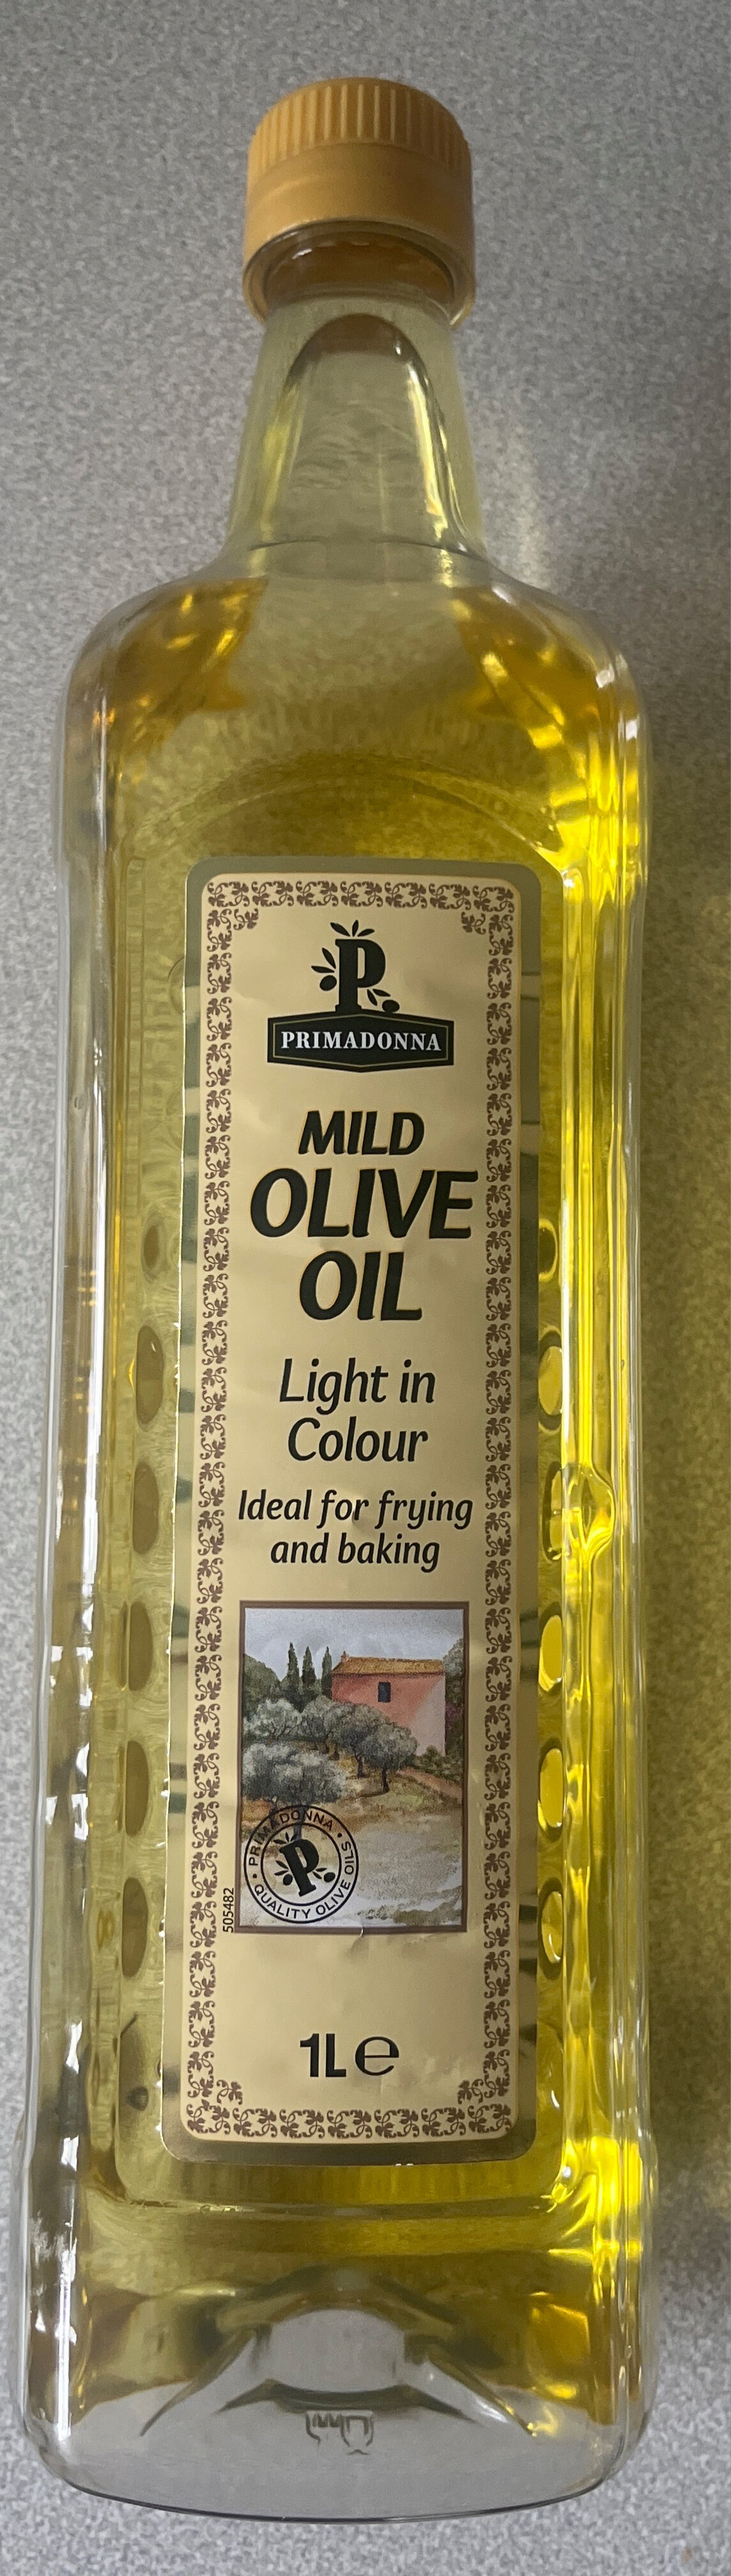 P
PRIMADONNA
MILD
OLIVE
OIL
Light in
Colour
Ideal for frying
and baking
PRIMADONNA • QUALITY OLIVE OILS •
P
505482
1L℮